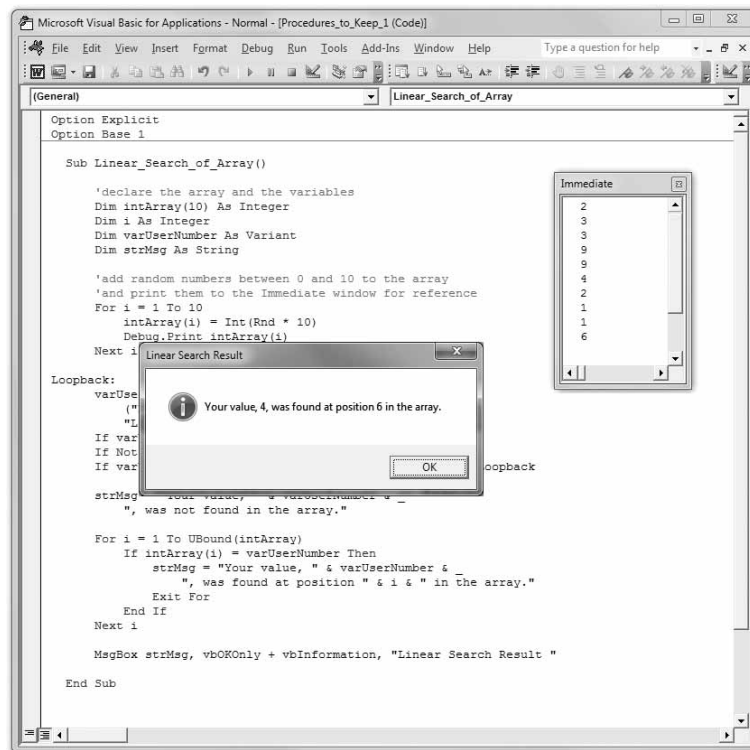 Microsoft Visual Basic for Applications - Normal - [Procedures_to_Keep_1 (Code)]
File Edit View Insert Format Debug Run Tools Add-Ins Window Help Type a question for help
(General) Linear_Search_of_Array
Option Explicit
Option Base 1
Sub Linear_Search_of_Array()
'declare the array and the variables
Dim intArray(10) As Integer
Dim i As Integer
Dim varUserNumber As Variant
Dim strMsg As String
'add random numbers between 0 and 10 to the array
'and print them to the Immediate window for reference
For i = 1 To 10
intArray(i) = Int(Rnd * 10)
Debug.Print intArray(i)
Next i
Immediate
2
3
3
9
9
4
2
1
1
6
Linear Search Result
Your value, 4, was found at position 6 in the array.
OK
Loopback:
varUse
("
"L
If var
If Not
If var oopback
strMsg = "Your value, " & varUserNumber & _
", was not found in the array."
For i = 1 To UBound(intArray)
If intArray(i) = varUserNumber Then
strMsg = "Your value, " & varUserNumber & _
", was found at position " & i & " in the array."
Exit For
End If
Next i
MsgBox strMsg, vbOKOnly + vbInformation, "Linear Search Result "
End Sub